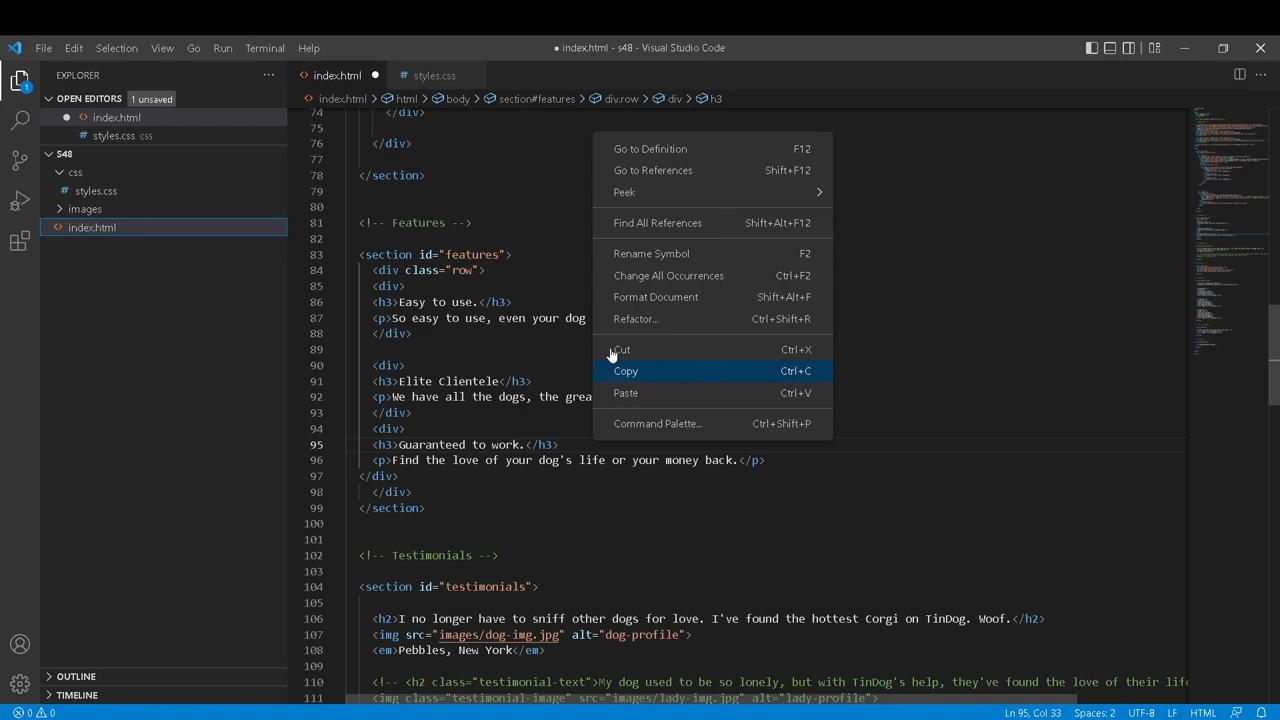 File Edit Selection View Go Run Terminal Help
● index.html - s48 - Visual Studio Code
EXPLORER
1
OPEN EDITORS 1 unsaved
index.html
styles.css css
S48
css
styles.css
images
index.html
OUTLINE
TIMELINE
index.html
styles.css
index.html > html > body > section#features > div.row > div > h3
74 </div>
75
76 </div>
77
78 </section>
79
80
81 <!-- Features -->
82
83 <section id="features">
84 <div class="row">
85 <div>
86 <h3>Easy to use.</h3>
87 <p>So easy to use, even your dog
88 </div>
89
90 <div>
91 <h3>Elite Clientele</h3>
92 <p>We have all the dogs, the
93 </div>
94 <div>
95 <h3>Guaranteed to work.</h3>
96 <p>Find the love of your dog's life or your money back.</p>
97 </div>
98 </div>
99 </section>
100
101
102 <!-- Testimonials -->
103
104 <section id="testimonials">
105
106 <h2>I no longer have to sniff other dogs for love. I've found the hottest Corgi on TinDog. Woof.</h2>
107 <img src="images/dog-img.jpg" alt="dog-profile">
108 <em>Pebbles, New York</em>
109
110 <!-- <h2 class="testimonial-text">My dog used to be so lonely, but with TinDog's help, they've found the love of their
111 <img class="testimonial-image" src="images/lady-img.jpg" alt="lady-profile">
Go to Definition F12
Go to References Shift+F12
Peek
Find All References Shift+Alt+F12
Rename Symbol F2
Change All Occurrences Ctrl+F2
Format Document Shift+Alt+F
Refactor... Ctrl+Shift+R
Cut Ctrl+X
Copy Ctrl+C
Paste Ctrl+V
Command Palette... Ctrl+Shift+P
0 0
Ln 95, Col 33 Spaces: 2 UTF-8 LF HTML